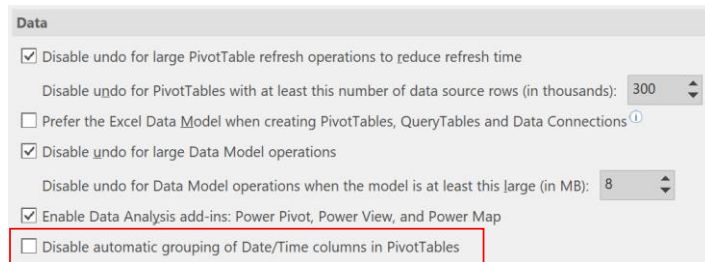 Data
Disable undo for large PivotTable refresh operations to reduce refresh time
Disable undo for PivotTables with at least this number of data source rows (in thousands): 300
Prefer the Excel Data Model when creating PivotTables, QueryTables and Data Connections
Disable undo for large Data Model operations
Disable undo for Data Model operations when the model is at least this large (in MB): 8
Enable Data Analysis add-ins: Power Pivot, Power View, and Power Map
Disable automatic grouping of Date/Time columns in PivotTables